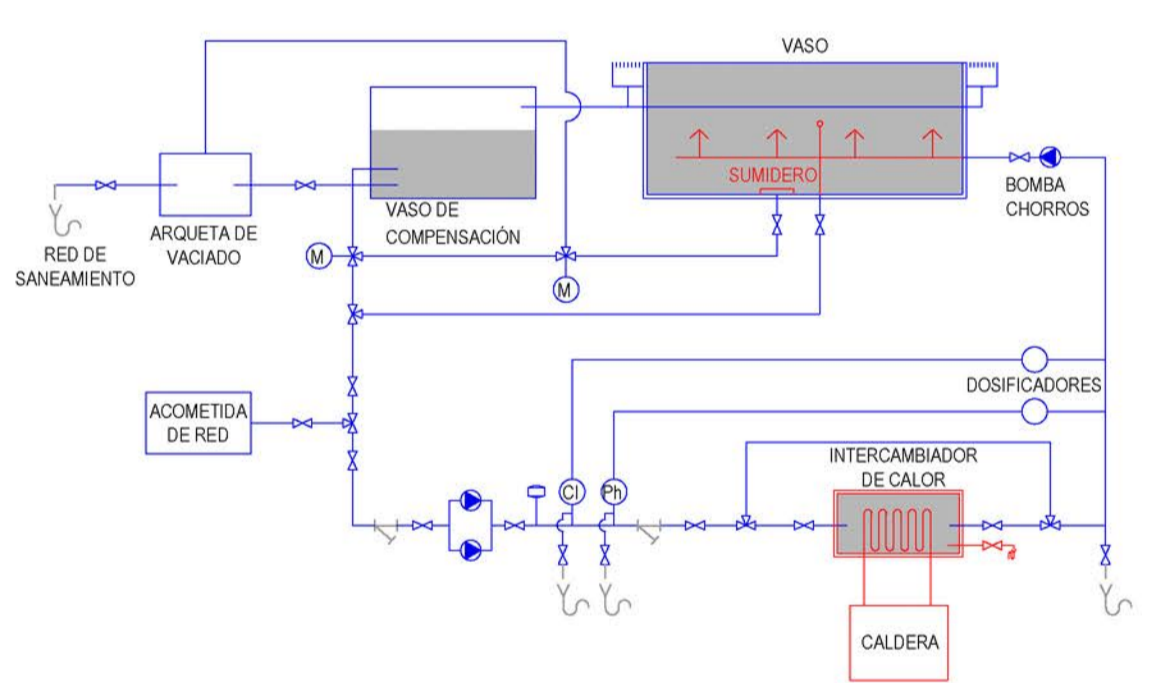 VASO
SUMIDERO
BOMBA
CHORROS
VASO DE
COMPENSACIÓN
ARQUETA DE
VACIADO
RED DE
SANEAMIENTO
M
M
DOSIFICADORES
ACOMETIDA
DE RED
INTERCAMBIADOR
DE CALOR
Cl
Ph
CALDERA